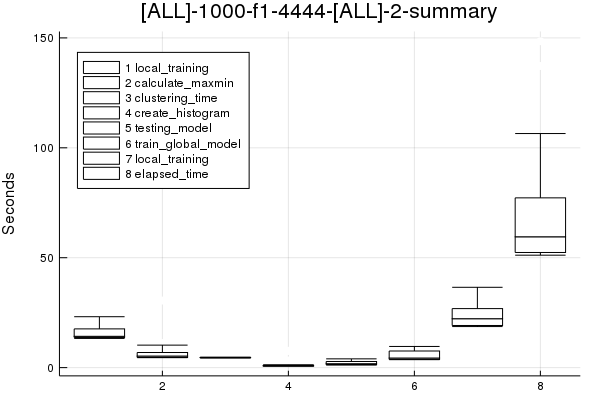 [ALL]-1000-f1-4444-[ALL]-2-summary
150
100
50
0
Seconds
1 local_training
2 calculate_maxmin
3 clustering_time
4 create_histogram
5 testing_model
6 train_global_model
7 local_training
8 elapsed_time
2 4 6 8